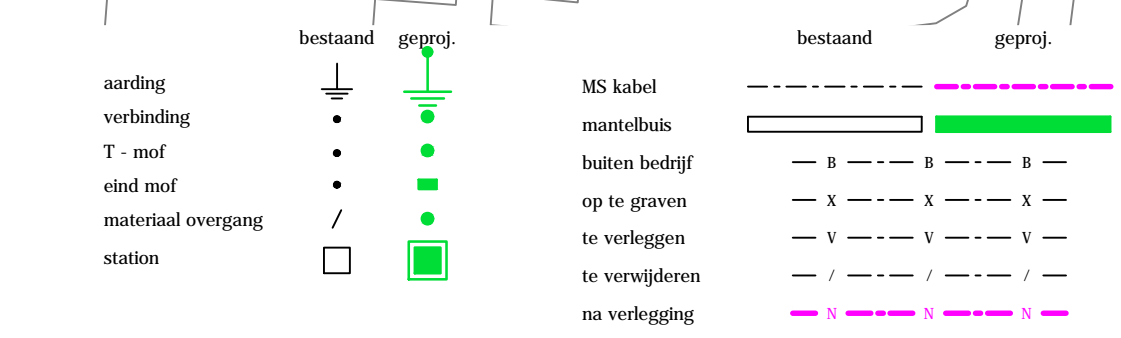 bestaand geproj.
aarding
verbinding
T - mof
eind mof
materiaal overgang
station
bestaand geproj.
MS kabel
mantelbuis
buiten bedrijf B B B
op te graven X X X
te verleggen V V V
te verwijderen / / /
na verlegging N N N